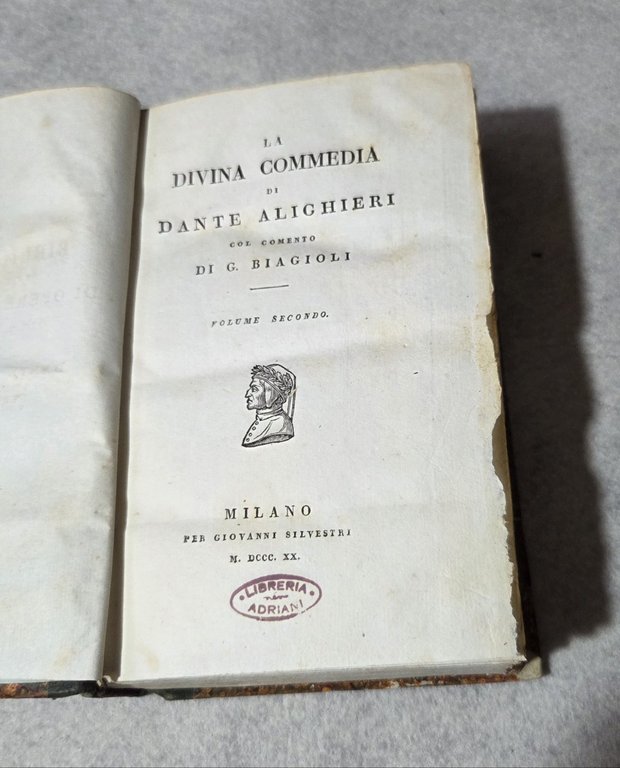 LA
DIVINA COMMEDIA
DI
DANTE ALIGHIERI
COL COMENTO
DI G. BIAGIOLI
VOLUME SECONDO.
MILANO
PER GIOVANNI SILVESTRI
M. DCCC. XX.
LIBRERIA
ADRIANI